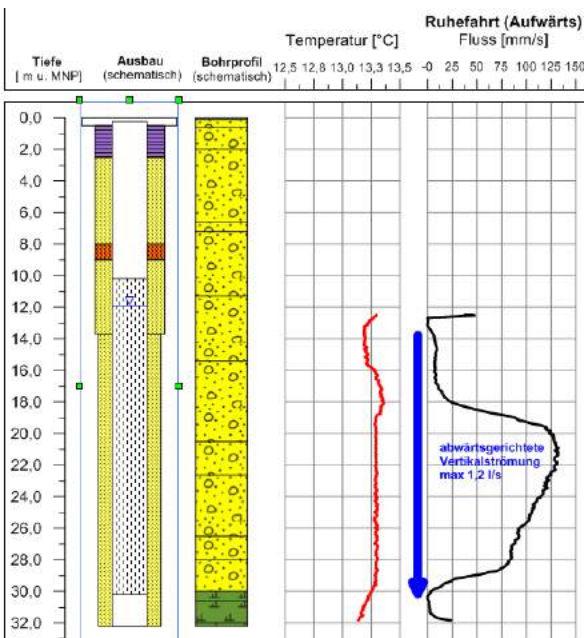 Ruhefahrt (Aufwärts)
Temperatur [°C]
Fluss [mm/s]
Tiefe
Ausbau
Bohrprofil
[m u. MNP]
(schematisch)
(schematisch)
12,5 12,8 13,0 13,3 13,5
-0 25 50 75 100 125 150
0,0
2,0
4,0
6,0
8,0
10,0
12,0
14,0
16,0
18,0
20,0
22,0
24,0
26,0
28,0
30,0
32,0
abwärtsgerichtete
Vertikalströmung
max 1,2 l/s